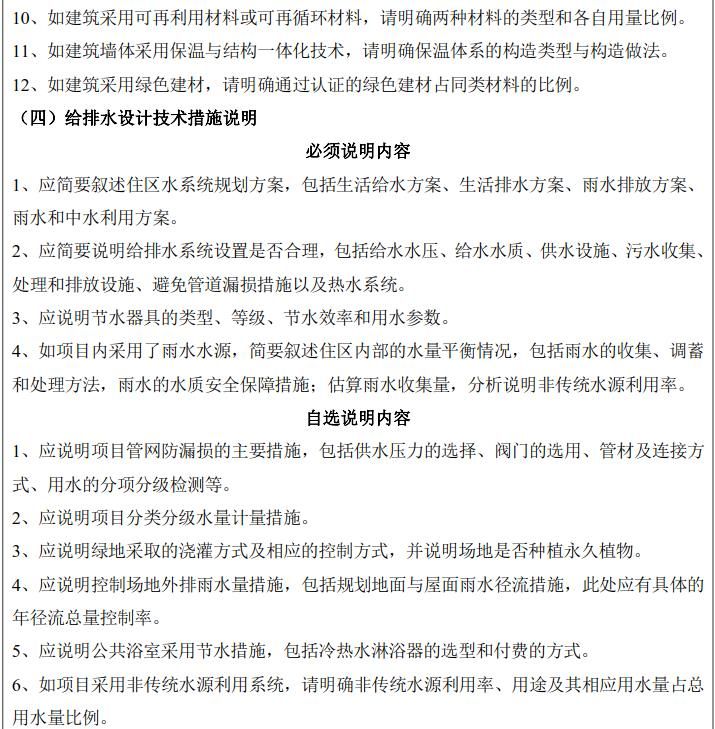 10、如建筑采用可再利用材料或可再循环材料，请明确两种材料的类型和各自用量比例。
11、如建筑墙体采用保温与结构一体化技术，请明确保温体系的构造类型与构造做法。
12、如建筑采用绿色建材，请明确通过认证的绿色建材占同类材料的比例。
（四）给排水设计技术措施说明
必须说明内容
1、应简要叙述住区水系统规划方案，包括生活给水方案、生活排水方案、雨水排放方案、
雨水和中水利用方案。
2、应简要说明给排水系统设置是否合理，包括给水水压、给水水质、供水设施、污水收集、
处理和排放设施、避免管道漏损措施以及热水系统。
3、应说明节水器具的类型、等级、节水效率和用水参数。
4、如项目内采用了雨水水源，简要叙述住区内部的水量平衡情况，包括雨水的收集、调蓄
和处理方法，雨水的水质安全保障措施；估算雨水收集量，分析说明非传统水源利用率。
自选说明内容
1、应说明项目管网防漏损的主要措施，包括供水压力的选择、阀门的选用、管材及连接方
式、用水的分项分级检测等。
2、应说明项目分类分级水量计量措施。
3、应说明绿地采取的浇灌方式及相应的控制方式，并说明场地是否种植永久植物。
4、应说明控制场地外排雨水量措施，包括规划地面与屋面雨水径流措施，此处应有具体的
年径流总量控制率。
5、应说明公共浴室采用节水措施，包括冷热水淋浴器的选型和付费的方式。
6、如项目采用非传统水源利用系统，请明确非传统水源利用率、用途及其相应用水量占总
用水量比例。